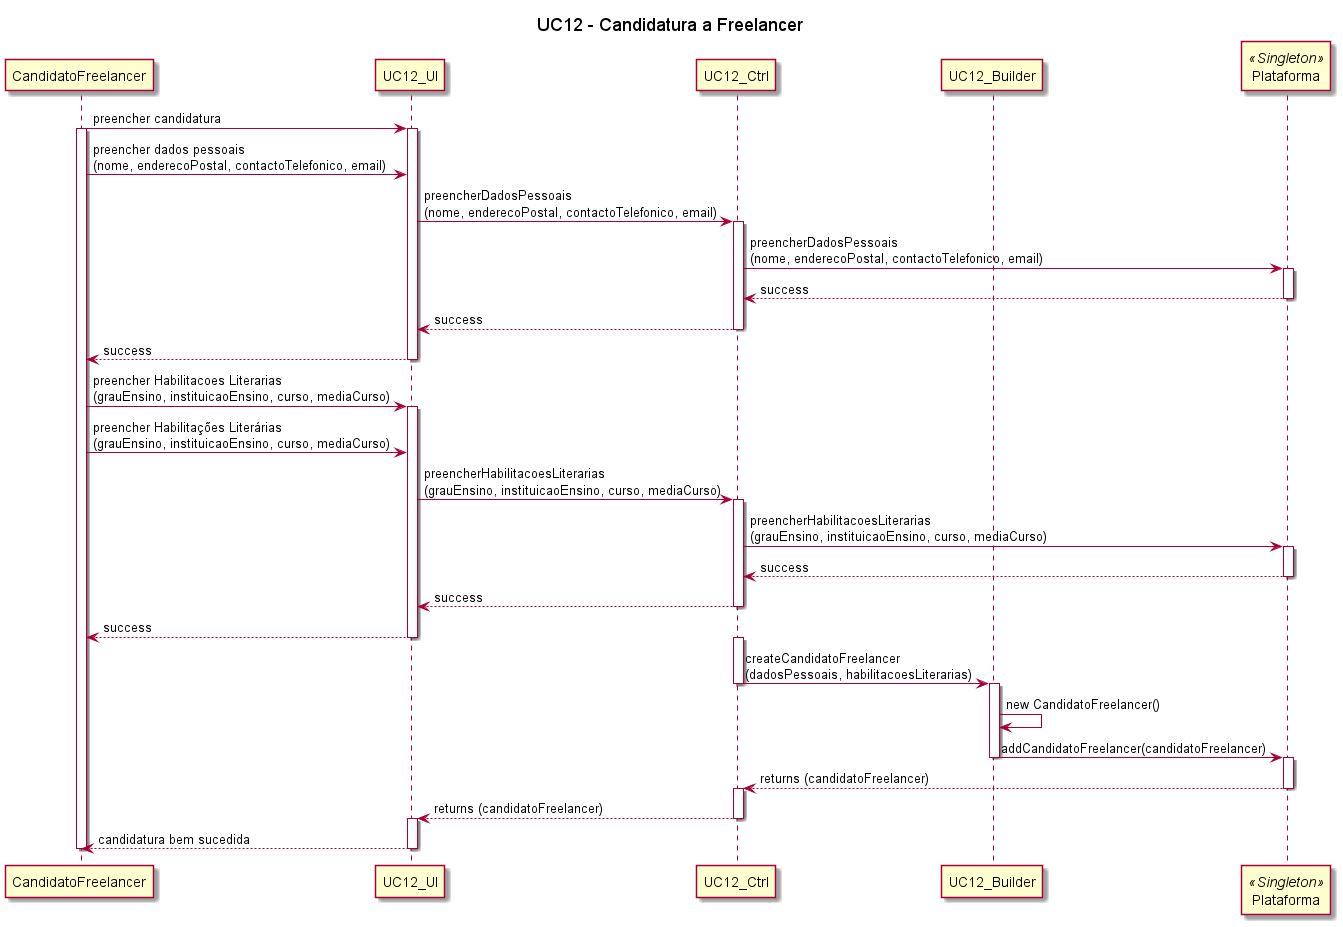 UC12 - Candidatura a Freelancer
CandidatoFreelancer
UC12_UI
UC12_Ctrl
UC12_Builder
«Singleton»
Plataforma
preencher candidatura
preencher dados pessoais
(nome, enderecoPostal, contactoTelefonico, email)
preencherDadosPessoais
(nome, enderecoPostal, contactoTelefonico, email)
preencherDadosPessoais
(nome, enderecoPostal, contactoTelefonico, email)
success
success
success
preencher Habilitacoes Literarias
(grauEnsino, instituicaoEnsino, curso, mediaCurso)
preencher Habilitações Literárias
(grauEnsino, instituicaoEnsino, curso, mediaCurso)
preencherHabilitacoesLiterarias
(grauEnsino, instituicaoEnsino, curso, mediaCurso)
preencherHabilitacoesLiterarias
(grauEnsino, instituicaoEnsino, curso, mediaCurso)
success
success
success
createCandidatoFreelancer
(dadosPessoais, habilitacoesLiterarias)
new CandidatoFreelancer()
addCandidatoFreelancer(candidatoFreelancer)
returns (candidatoFreelancer)
returns (candidatoFreelancer)
candidatura bem sucedida
CandidatoFreelancer
UC12_UI
UC12_Ctrl
UC12_Builder
«Singleton»
Plataforma